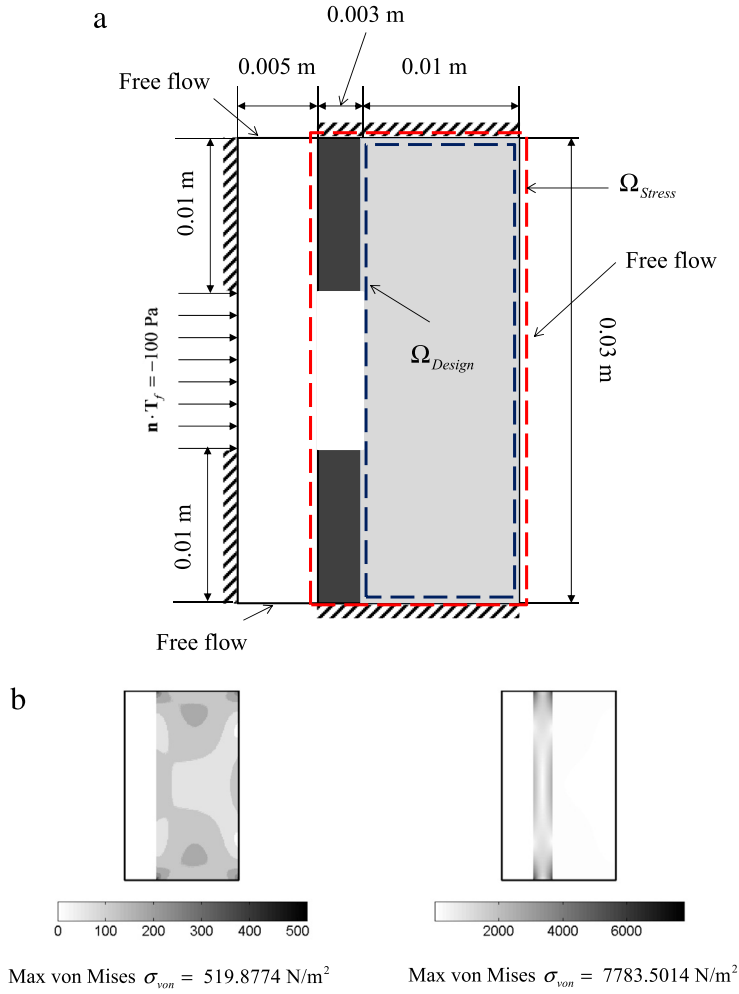 a
0.003 m
0.005 m
0.01 m
Free flow
0.01 m
Ω_Stress
Free flow
n · T_f = −100 Pa
Ω_Design
0.03 m
0.01 m
Free flow
b
0 100 200 300 400 500
2000 4000 6000
Max von Mises σ_von = 519.8774 N/m²
Max von Mises σ_von = 7783.5014 N/m²